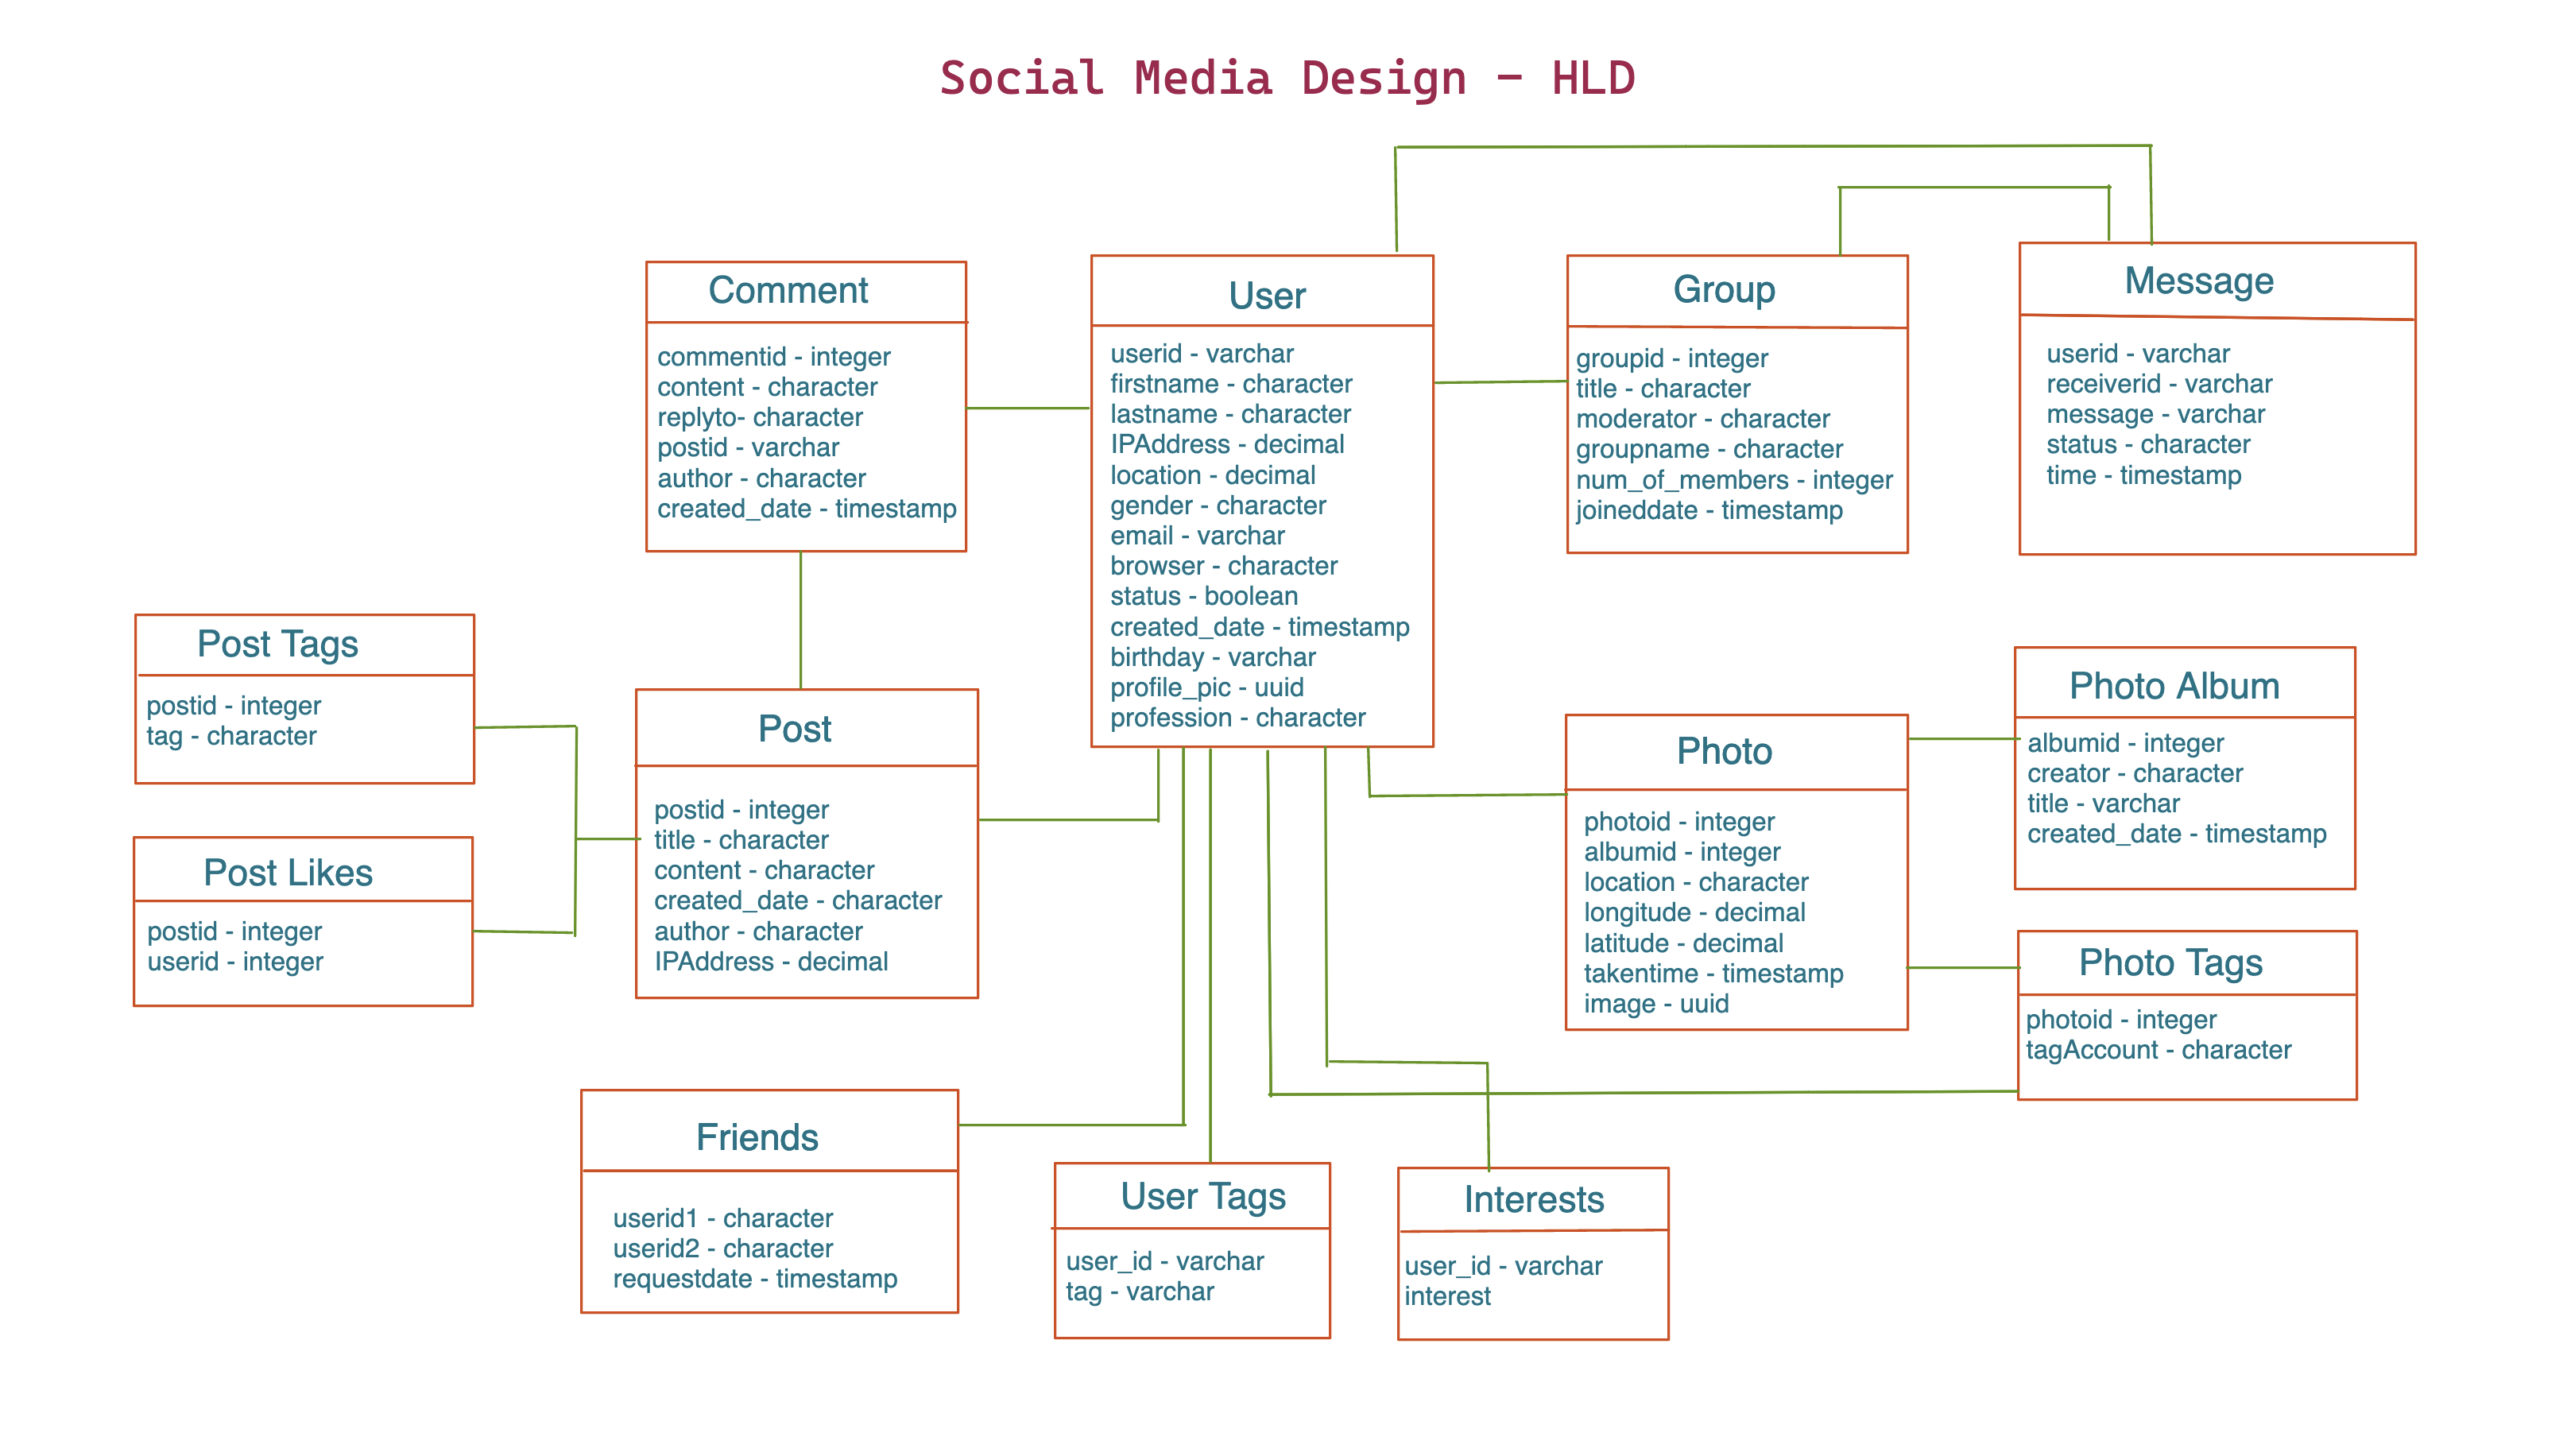 Social Media Design - HLD
Comment
commentid - integer
content - character
replyto- character
postid - varchar
author - character
created_date - timestamp
User
userid - varchar
firstname - character
lastname - character
IPAddress - decimal
location - decimal
gender - character
email - varchar
browser - character
status - boolean
created_date - timestamp
birthday - varchar
profile_pic - uuid
profession - character
Group
groupid - integer
title - character
moderator - character
groupname - character
num_of_members - integer
joineddate - timestamp
Message
userid - varchar
receiverid - varchar
message - varchar
status - character
time - timestamp
Post Tags
postid - integer
tag - character
Post Likes
postid - integer
userid - integer
Post
postid - integer
title - character
content - character
created_date - character
author - character
IPAddress - decimal
Photo
photoid - integer
albumid - integer
location - character
longitude - decimal
latitude - decimal
takentime - timestamp
image - uuid
Photo Album
albumid - integer
creator - character
title - varchar
created_date - timestamp
Photo Tags
photoid - integer
tagAccount - character
Friends
userid1 - character
userid2 - character
requestdate - timestamp
User Tags
user_id - varchar
tag - varchar
Interests
user_id - varchar
interest